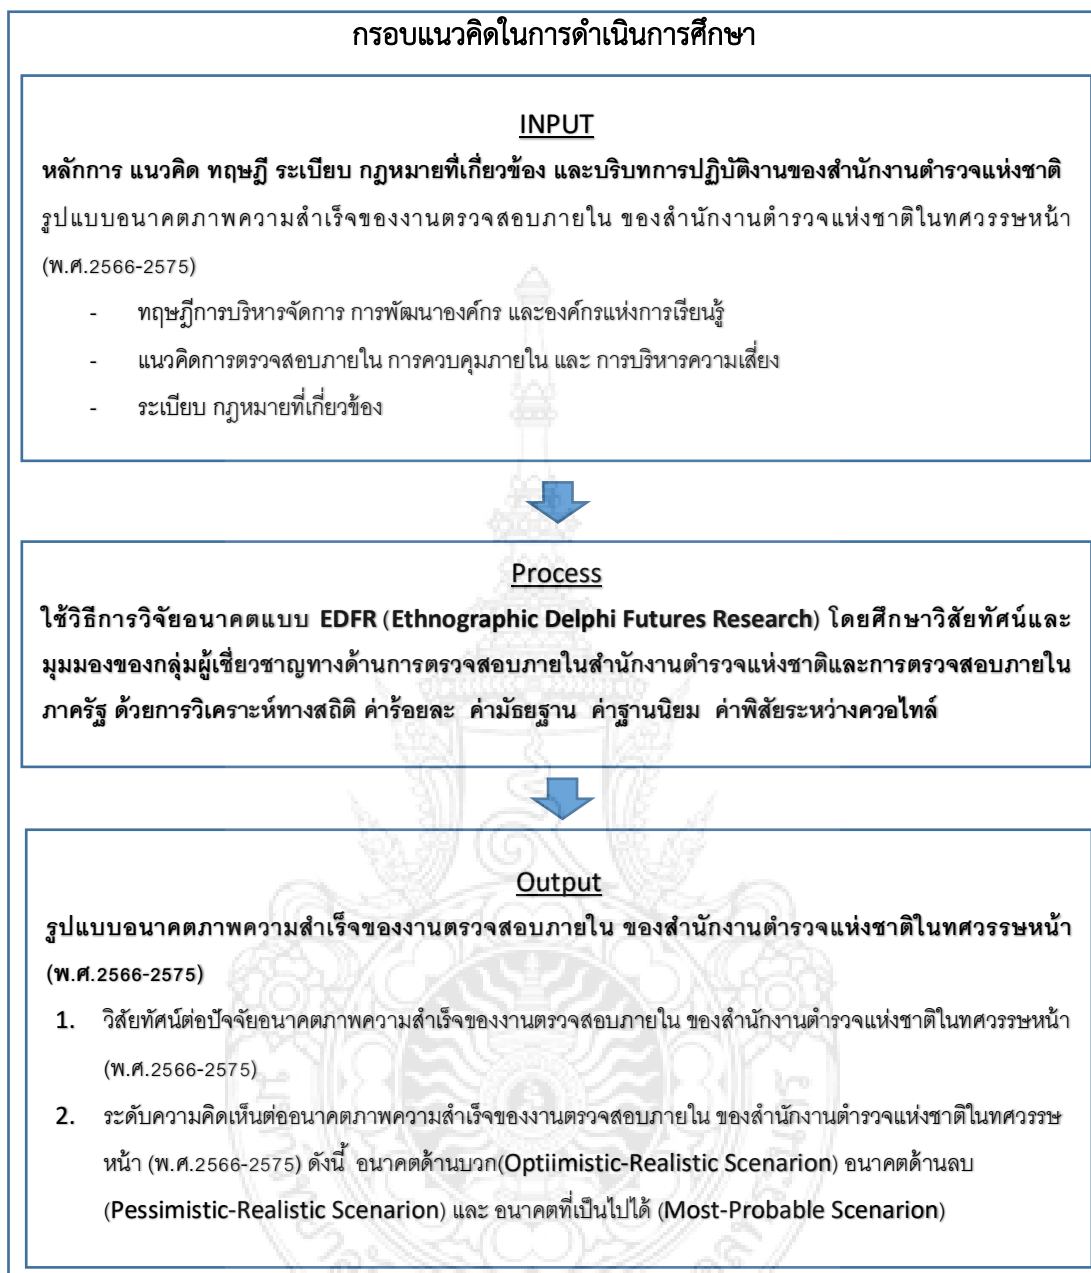 กรอบแนวคิดในการดำเนินการศึกษา
INPUT
หลักการ แนวคิด ทฤษฎี ระเบียบ กฎหมายที่เกี่ยวข้อง และบริบทการปฏิบัติงานของสำนักงานตำรวจแห่งชาติ
รูปแบบอนาคตภาพความสำเร็จของงานตรวจสอบภายใน ของสำนักงานตำรวจแห่งชาติในทศวรรษหน้า
(พ.ศ.2566-2575)
- ทฤษฎีการบริหารจัดการ การพัฒนาองค์กร และองค์กรแห่งการเรียนรู้
- แนวคิดการตรวจสอบภายใน การควบคุมภายใน และ การบริหารความเสี่ยง
- ระเบียบ กฎหมายที่เกี่ยวข้อง
Process
ใช้วิธีการวิจัยอนาคตแบบ EDFR (Ethnographic Delphi Futures Research) โดยศึกษาวิสัยทัศน์และ
มุมมองของกลุ่มผู้เชี่ยวชาญทางด้านการตรวจสอบภายในสำนักงานตำรวจแห่งชาติและการตรวจสอบภายใน
ภาครัฐ ด้วยการวิเคราะห์ทางสถิติ ค่าร้อยละ ค่ามัธยฐาน ค่าฐานนิยม ค่าพิสัยระหว่างควอไทล์
Output
รูปแบบอนาคตภาพความสำเร็จของงานตรวจสอบภายใน ของสำนักงานตำรวจแห่งชาติในทศวรรษหน้า
(พ.ศ.2566-2575)
1. วิสัยทัศน์ต่อปัจจัยอนาคตภาพความสำเร็จของงานตรวจสอบภายใน ของสำนักงานตำรวจแห่งชาติในทศวรรษหน้า
(พ.ศ.2566-2575)
2. ระดับความคิดเห็นต่ออนาคตภาพความสำเร็จของงานตรวจสอบภายใน ของสำนักงานตำรวจแห่งชาติในทศวรรษ
หน้า (พ.ศ.2566-2575) ดังนี้ อนาคตด้านบวก(Optiimistic-Realistic Scenarion) อนาคตด้านลบ
(Pessimistic-Realistic Scenarion) และ อนาคตที่เป็นไปได้ (Most-Probable Scenarion)